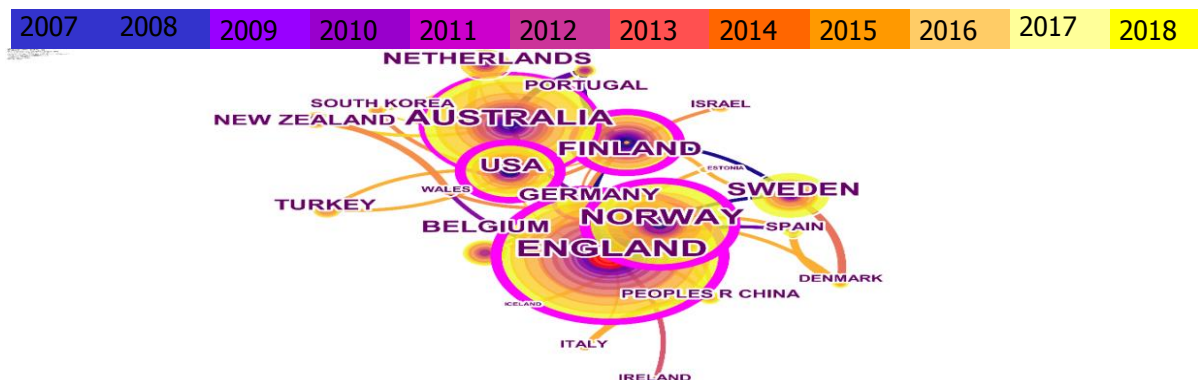 2007 2008 2009 2010 2011 2012 2013 2014 2015 2016 2017 2018
NETHERLANDS
PORTUGAL
SOUTH KOREA
ISRAEL
NEW ZEALAND
AUSTRALIA
FINLAND
USA
ESTONIA
WALES
GERMANY
SWEDEN
TURKEY
NORWAY
BELGIUM
SPAIN
ENGLAND
DENMARK
PEOPLES R CHINA
ICELAND
ITALY
IRELAND